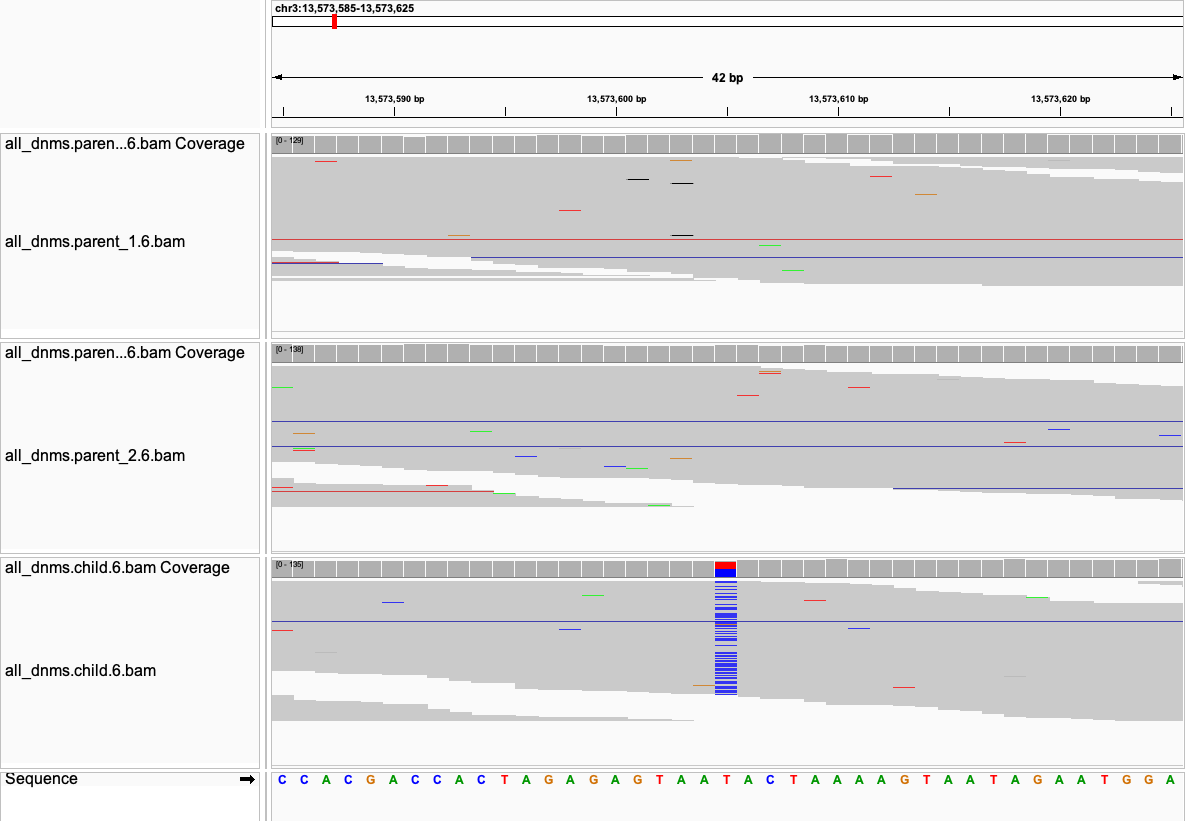 chr3:13,573,585-13,573,625
42 bp
13,573,590 bp 13,573,600 bp 13,573,610 bp 13,573,620 bp
all_dnms.paren...6.bam Coverage
[0 - 129]
all_dnms.parent_1.6.bam
all_dnms.paren...6.bam Coverage
[0 - 138]
all_dnms.parent_2.6.bam
all_dnms.child.6.bam Coverage
[0 - 135]
all_dnms.child.6.bam
Sequence
C C A C G A C C A C T A G A G A G T A A T A C T A A A A G T A A T A G A A T G G A